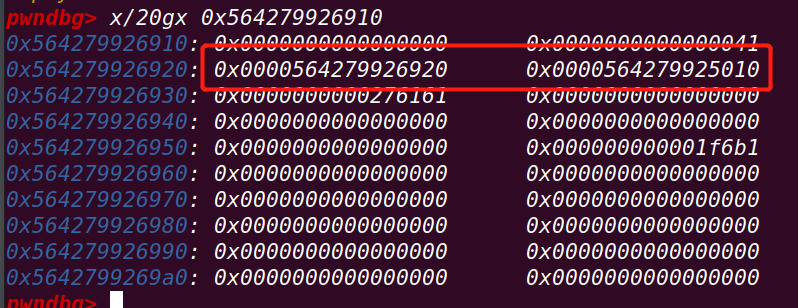 pwndbg> x/20gx 0x564279926910
0x564279926910: 0x0000000000000000 0x0000000000000041
0x564279926920: 0x0000564279926920 0x0000564279925010
0x564279926930: 0x0000000000276161 0x0000000000000000
0x564279926940: 0x0000000000000000 0x0000000000000000
0x564279926950: 0x0000000000000000 0x000000000001f6b1
0x564279926960: 0x0000000000000000 0x0000000000000000
0x564279926970: 0x0000000000000000 0x0000000000000000
0x564279926980: 0x0000000000000000 0x0000000000000000
0x564279926990: 0x0000000000000000 0x0000000000000000
0x5642799269a0: 0x0000000000000000 0x0000000000000000
pwndbg>